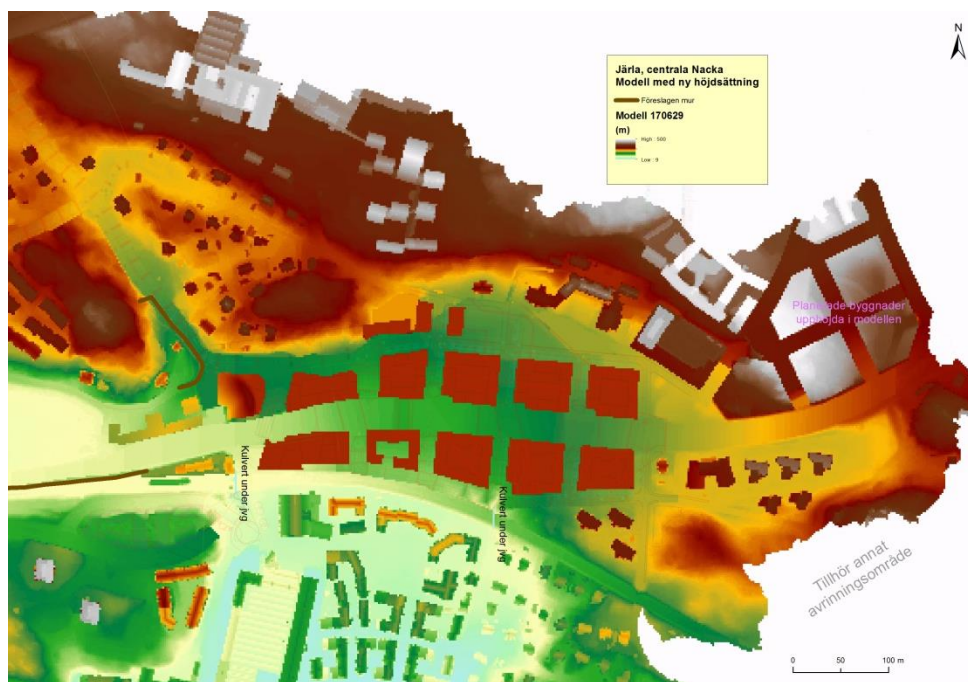 N
Järla, centrala Nacka
Modell med ny höjdsättning
Föreslagen mur
Modell 170629
(m)
High : 500
Low : 9
Planerade byggnader
upphöjda i modellen
Kulvert under jvg
Kulvert under jvg
Tillhör annat
avrinningsområde
0 50 100 m